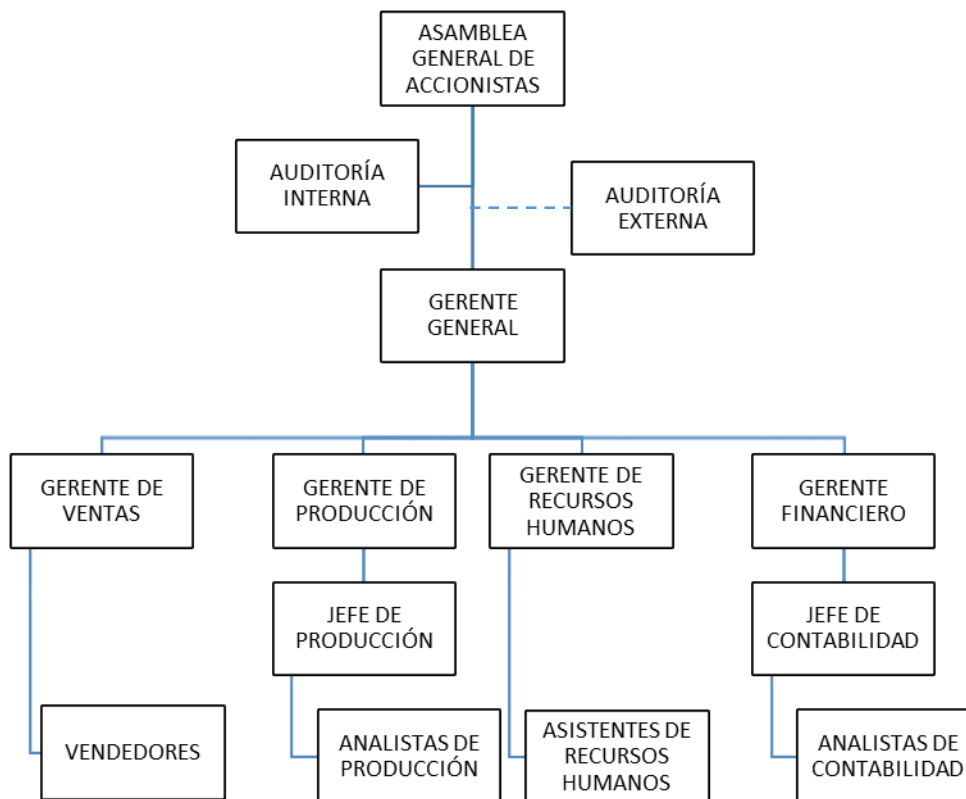 ASAMBLEA
GENERAL DE
ACCIONISTAS
AUDITORÍA
INTERNA
AUDITORÍA
EXTERNA
GERENTE
GENERAL
GERENTE DE
VENTAS
GERENTE DE
PRODUCCIÓN
GERENTE DE
RECURSOS
HUMANOS
GERENTE
FINANCIERO
JEFE DE
PRODUCCIÓN
JEFE DE
CONTABILIDAD
VENDEDORES
ANALISTAS DE
PRODUCCIÓN
ASISTENTES DE
RECURSOS
HUMANOS
ANALISTAS DE
CONTABILIDAD